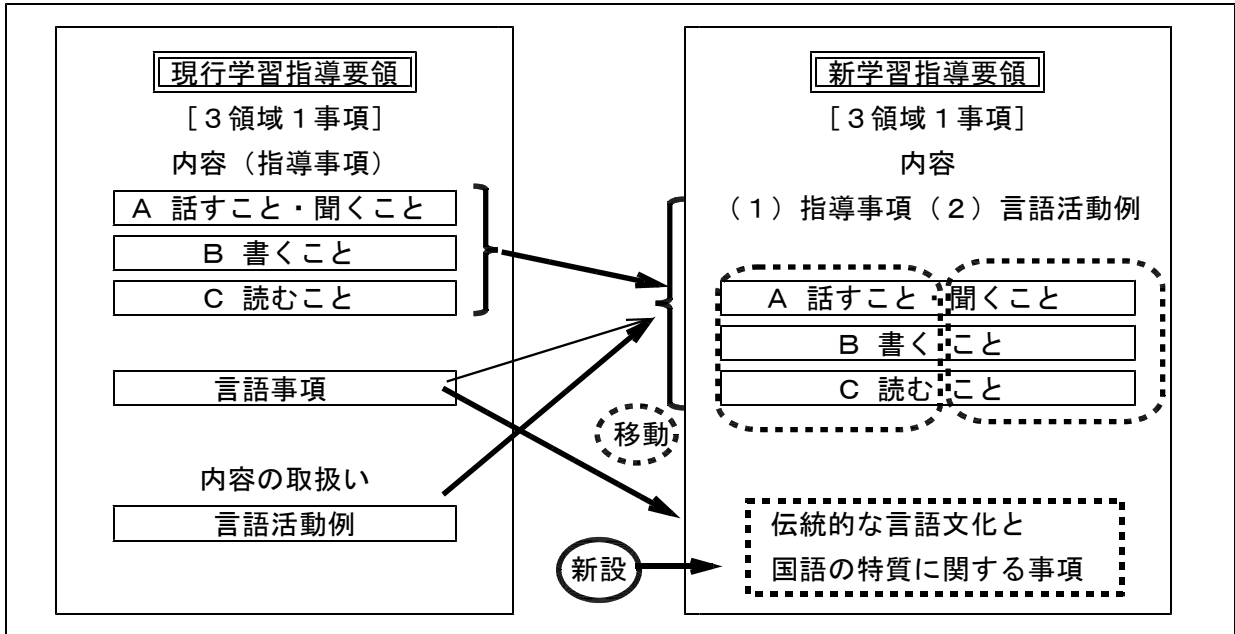 現行学習指導要領
[３領域１事項]
内容（指導事項）
Ａ 話すこと・聞くこと
Ｂ 書くこと
Ｃ 読むこと
言語事項
内容の取扱い
言語活動例
移動
新設
新学習指導要領
[３領域１事項]
内容
（１）指導事項（２）言語活動例
Ａ 話すこと・聞くこと
Ｂ 書くこと
Ｃ 読むこと
伝統的な言語文化と
国語の特質に関する事項